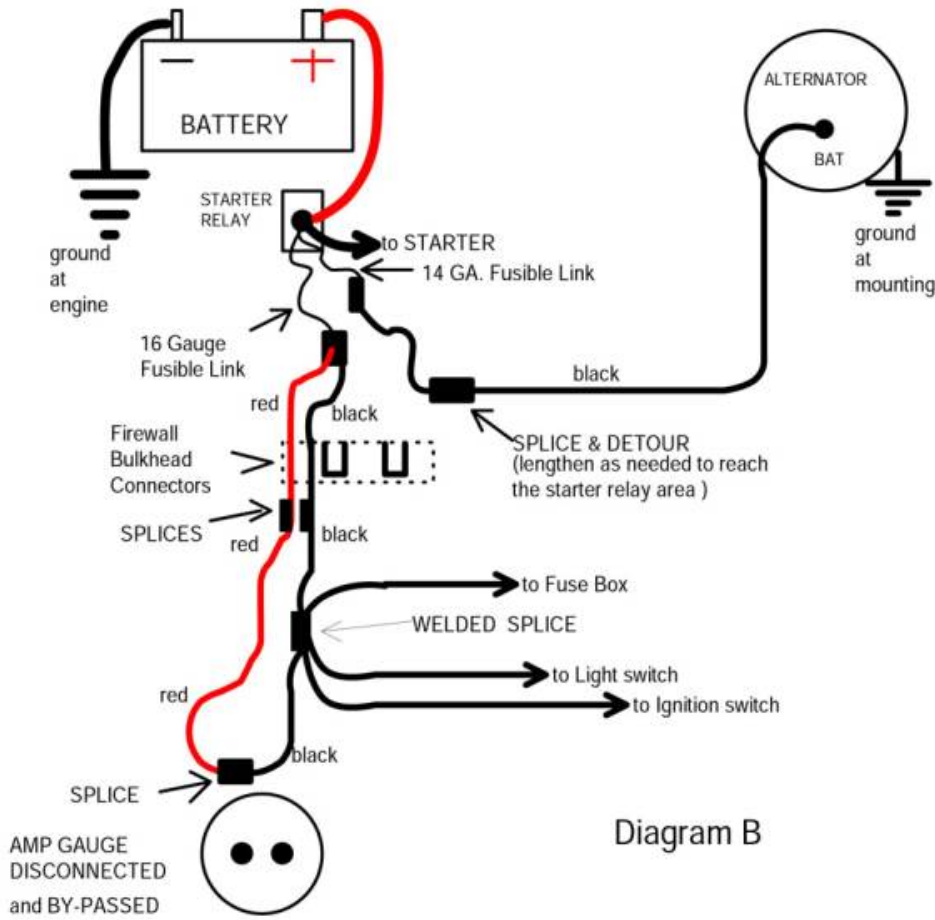 − +
BATTERY
ALTERNATOR
BAT
STARTER
RELAY
to STARTER
14 GA. Fusible Link
ground
at
engine
ground
at
mounting
16 Gauge
Fusible Link
black
red
black
SPLICE & DETOUR
(lengthen as needed to reach
the starter relay area )
Firewall
Bulkhead
Connectors
SPLICES
red
black
to Fuse Box
WELDED SPLICE
to Light switch
to Ignition switch
red
black
SPLICE
AMP GAUGE
DISCONNECTED
and BY-PASSED
Diagram B